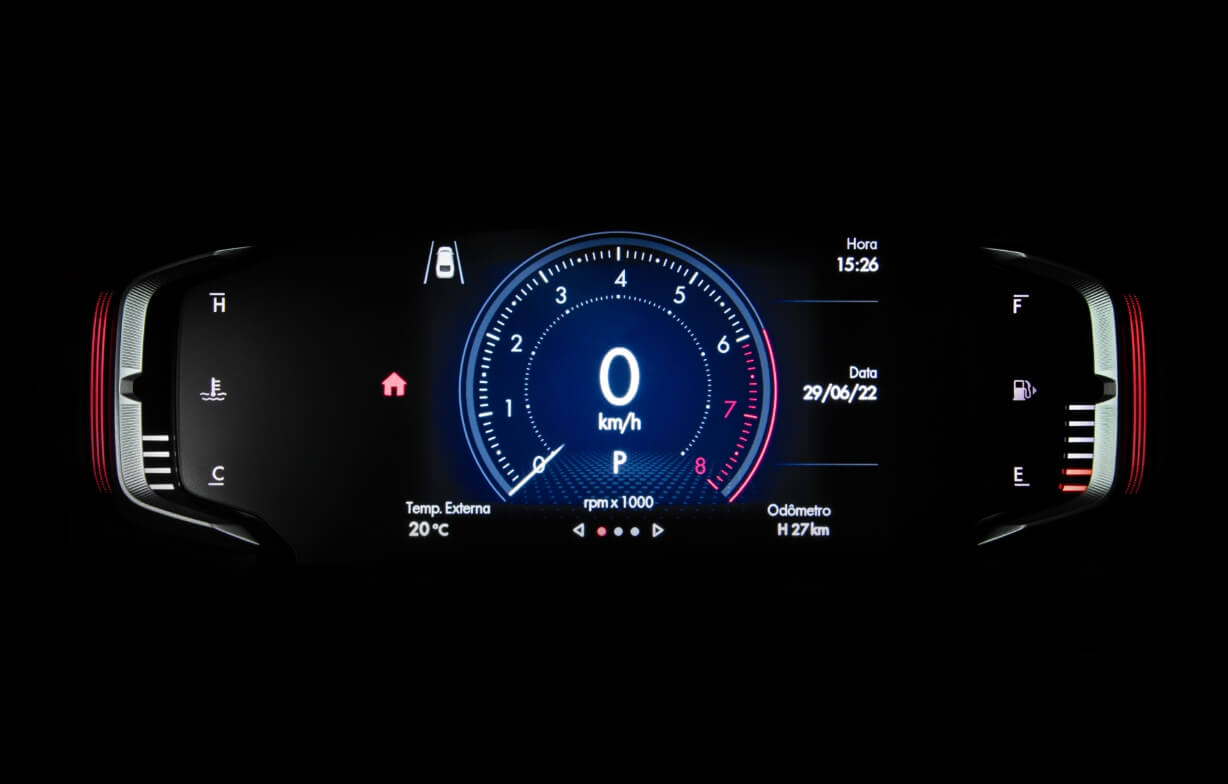 H
C
Temp. Externa
20 °C
0
1
2
3
4
5
6
7
8
0
km/h
P
rpm x 1000
Hora
15:26
Data
29/06/22
Odômetro
H 27 km
F
E